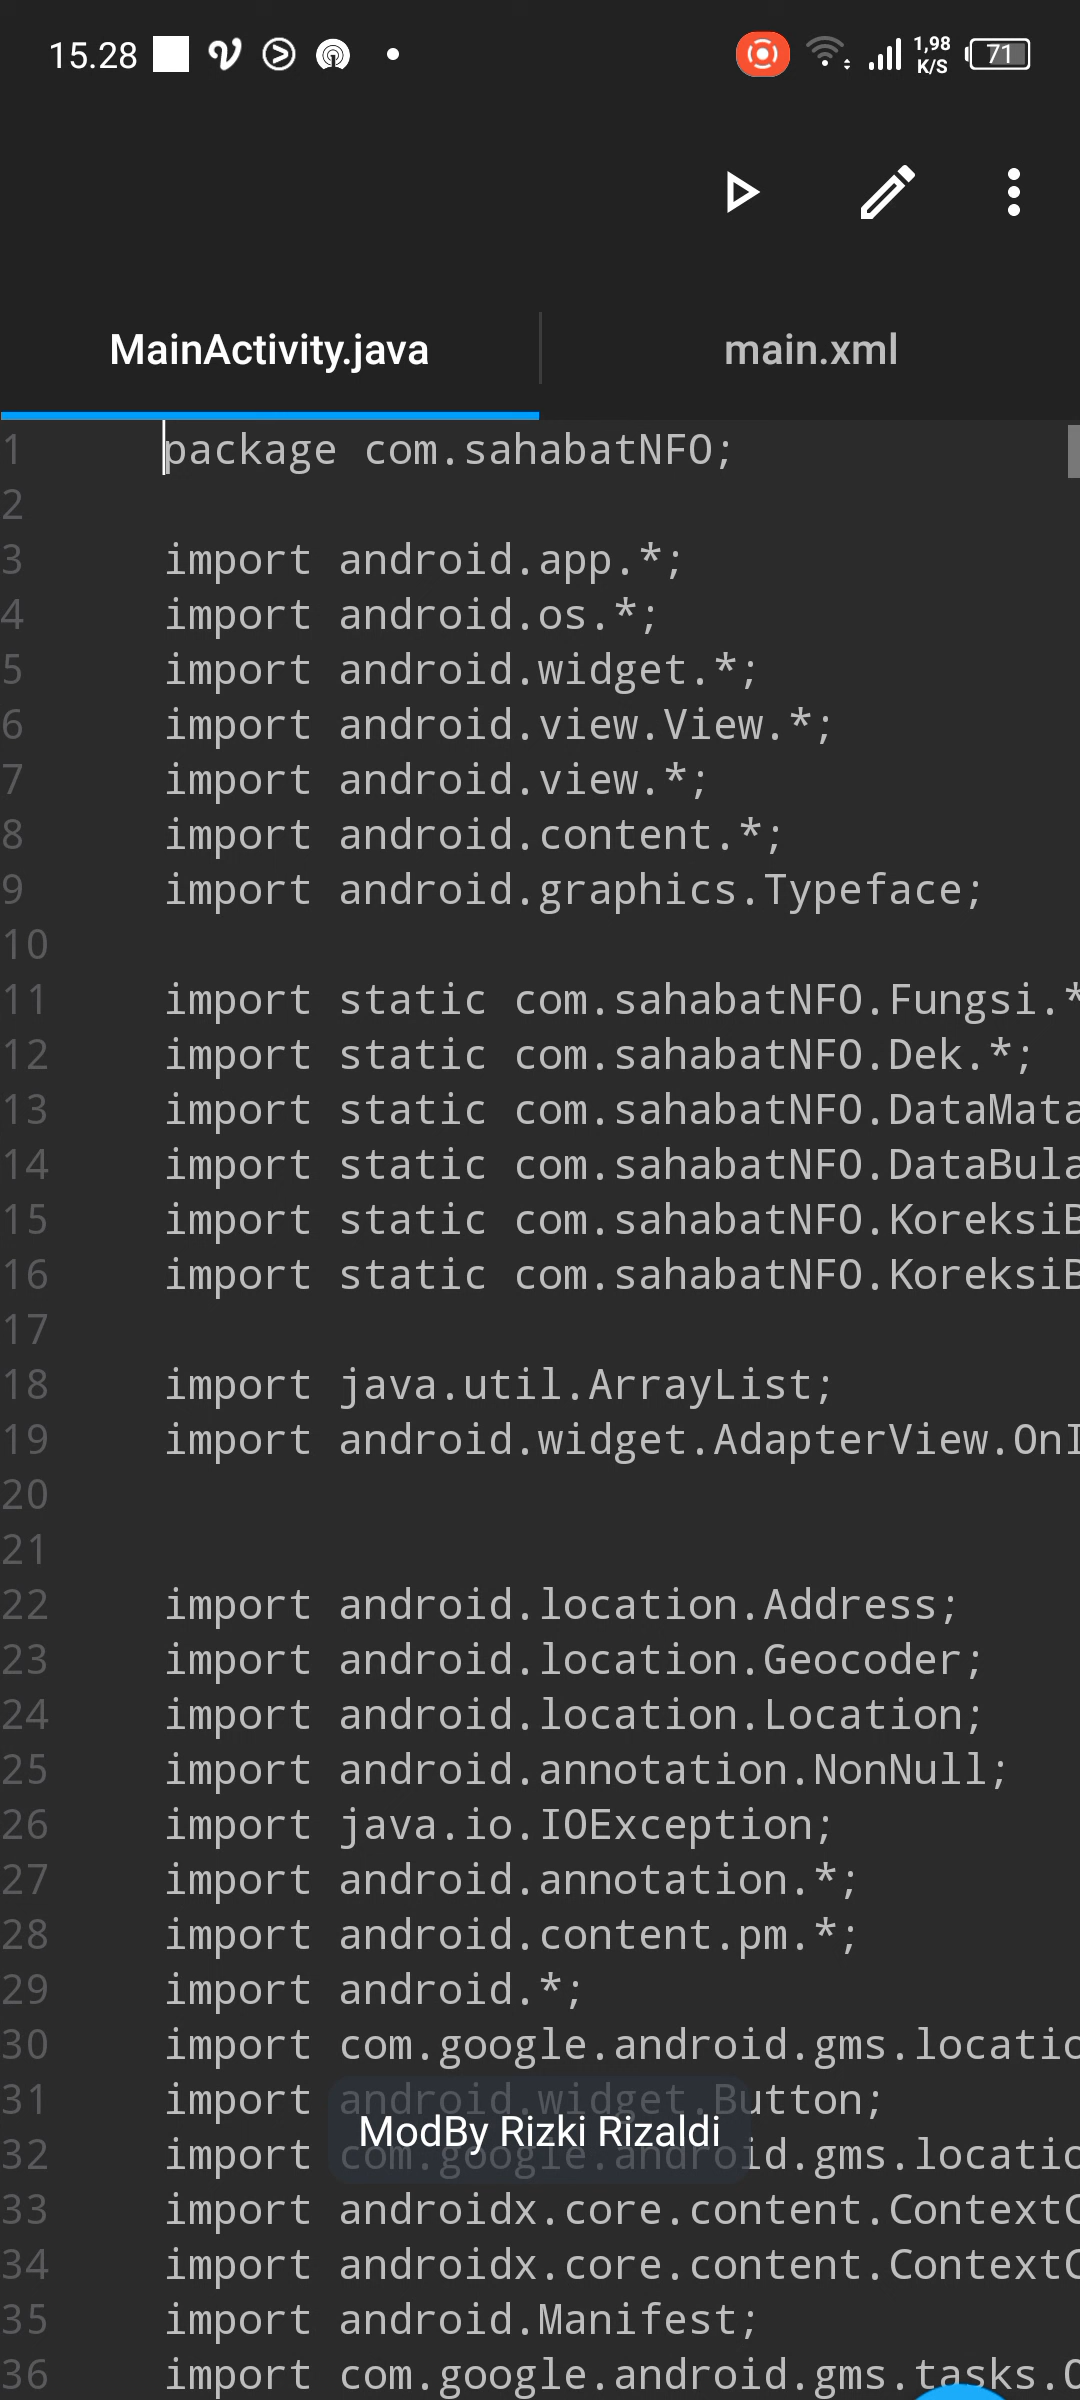 15.28
1,98
K/S
71
MainActivity.java
main.xml
1 package com.sahabatNFO;
2
3 import android.app.*;
4 import android.os.*;
5 import android.widget.*;
6 import android.view.View.*;
7 import android.view.*;
8 import android.content.*;
9 import android.graphics.Typeface;
10
11 import static com.sahabatNFO.Fungsi.*
12 import static com.sahabatNFO.Dek.*;
13 import static com.sahabatNFO.DataMata
14 import static com.sahabatNFO.DataBula
15 import static com.sahabatNFO.KoreksiB
16 import static com.sahabatNFO.KoreksiB
17
18 import java.util.ArrayList;
19 import android.widget.AdapterView.OnI
20
21
22 import android.location.Address;
23 import android.location.Geocoder;
24 import android.location.Location;
25 import android.annotation.NonNull;
26 import java.io.IOException;
27 import android.annotation.*;
28 import android.content.pm.*;
29 import android.*;
30 import com.google.android.gms.locatio
31 import android.widget.Button;
ModBy Rizki Rizaldi
32 import com.google.android.gms.locatio
33 import androidx.core.content.ContextC
34 import androidx.core.content.ContextC
35 import android.Manifest;
36 import com.google.android.gms.tasks.O